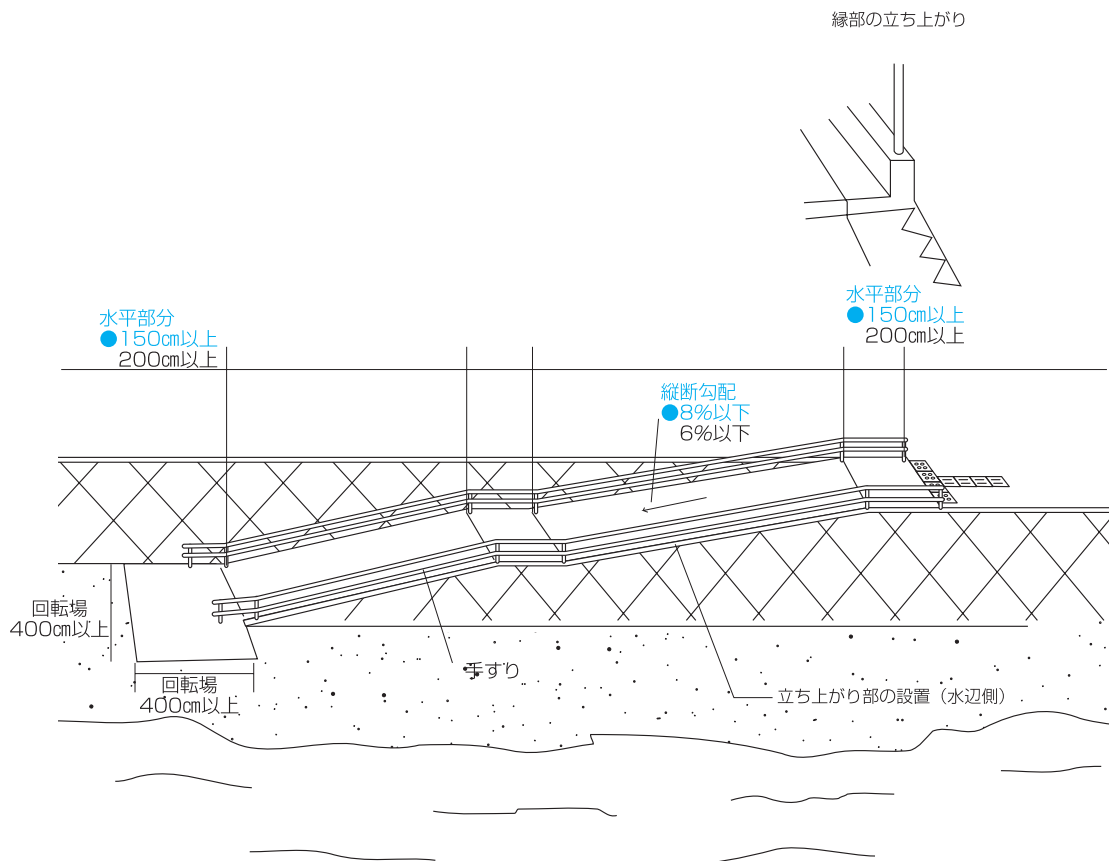 縁部の立ち上がり
水平部分
●150㎝以上
200㎝以上
水平部分
●150㎝以上
200㎝以上
縦断勾配
●8%以下
6%以下
回転場
400㎝以上
手すり
回転場
400㎝以上
立ち上がり部の設置（水辺側）